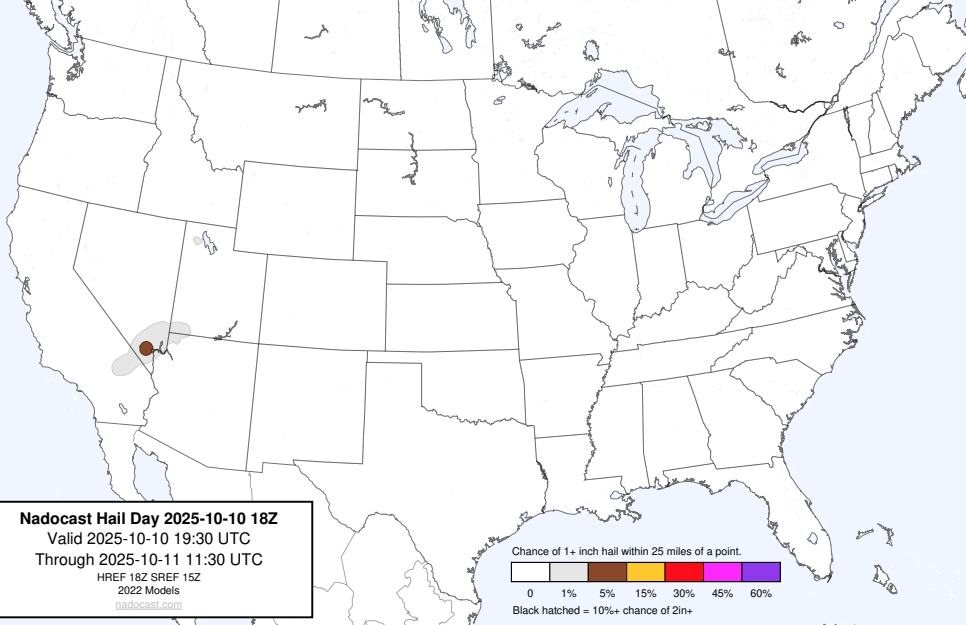 Nadocast Hail Day 2025-10-10 18Z
Valid 2025-10-10 19:30 UTC
Through 2025-10-11 11:30 UTC
HREF 18Z SREF 15Z
2022 Models
nadocast.com
Chance of 1+ inch hail within 25 miles of a point.
0 1% 5% 15% 30% 45% 60%
Black hatched = 10%+ chance of 2in+